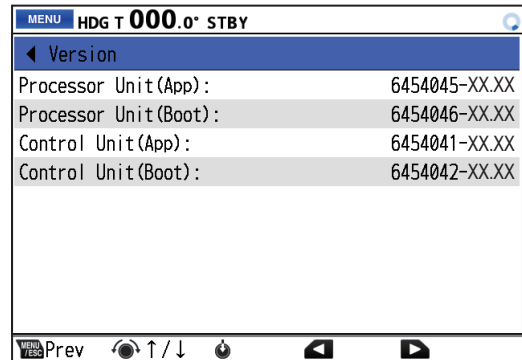 MENU HDG T 000.0° STBY
◀ Version
Processor Unit(App): 6454045-XX.XX
Processor Unit(Boot): 6454046-XX.XX
Control Unit(App): 6454041-XX.XX
Control Unit(Boot): 6454042-XX.XX
MENU/ESC Prev ↑/↓